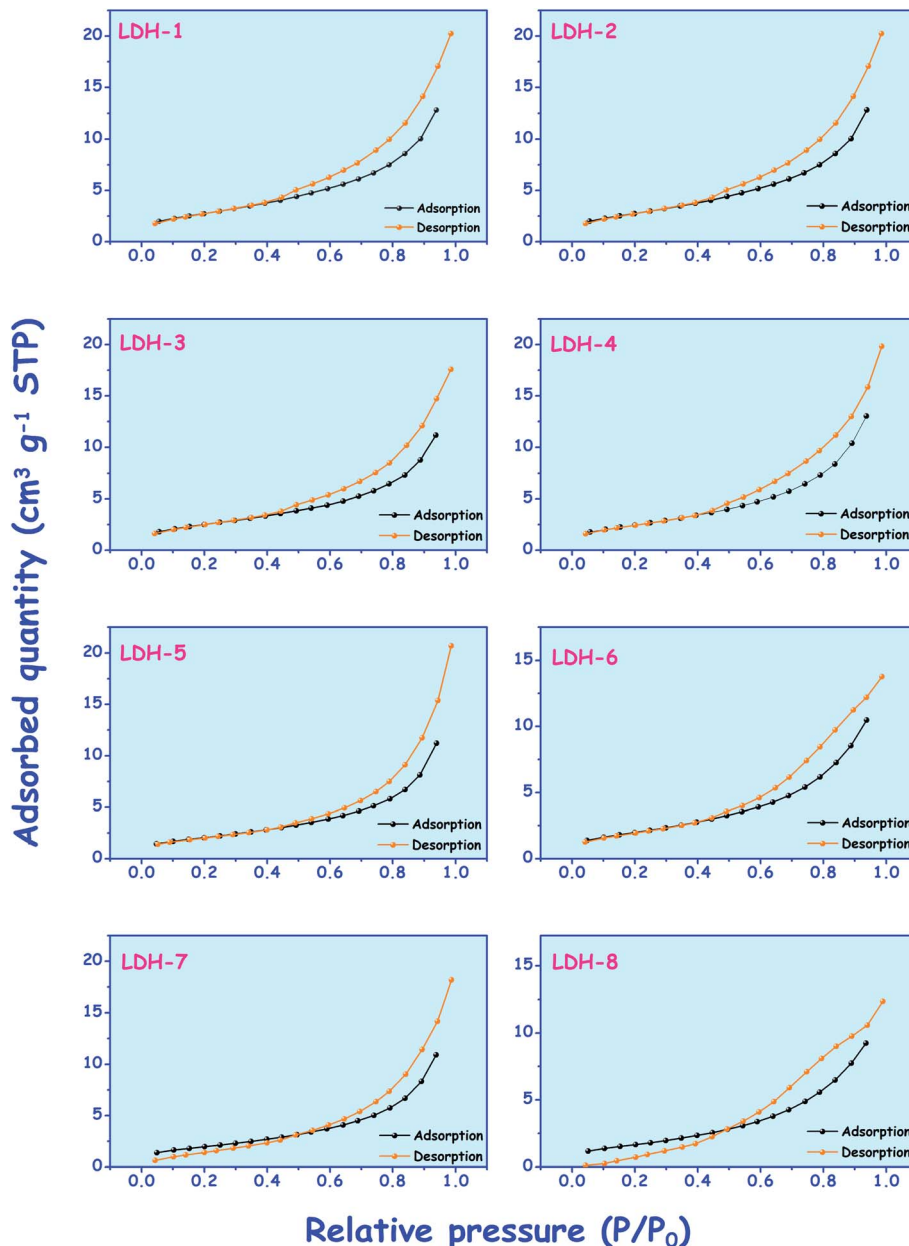 Adsorbed quantity (cm³ g⁻¹ STP)
LDH-1
20
15
10
5
0
Adsorption
Desorption
0.0 0.2 0.4 0.6 0.8 1.0
LDH-2
20
15
10
5
0
Adsorption
Desorption
0.0 0.2 0.4 0.6 0.8 1.0
LDH-3
20
15
10
5
0
Adsorption
Desorption
0.0 0.2 0.4 0.6 0.8 1.0
LDH-4
20
15
10
5
0
Adsorption
Desorption
0.0 0.2 0.4 0.6 0.8 1.0
LDH-5
20
15
10
5
0
Adsorption
Desorption
0.0 0.2 0.4 0.6 0.8 1.0
LDH-6
15
10
5
0
Adsorption
Desorption
0.0 0.2 0.4 0.6 0.8 1.0
LDH-7
20
15
10
5
0
Adsorption
Desorption
0.0 0.2 0.4 0.6 0.8 1.0
LDH-8
15
10
5
0
Adsorption
Desorption
0.0 0.2 0.4 0.6 0.8 1.0
Relative pressure (P/P₀)